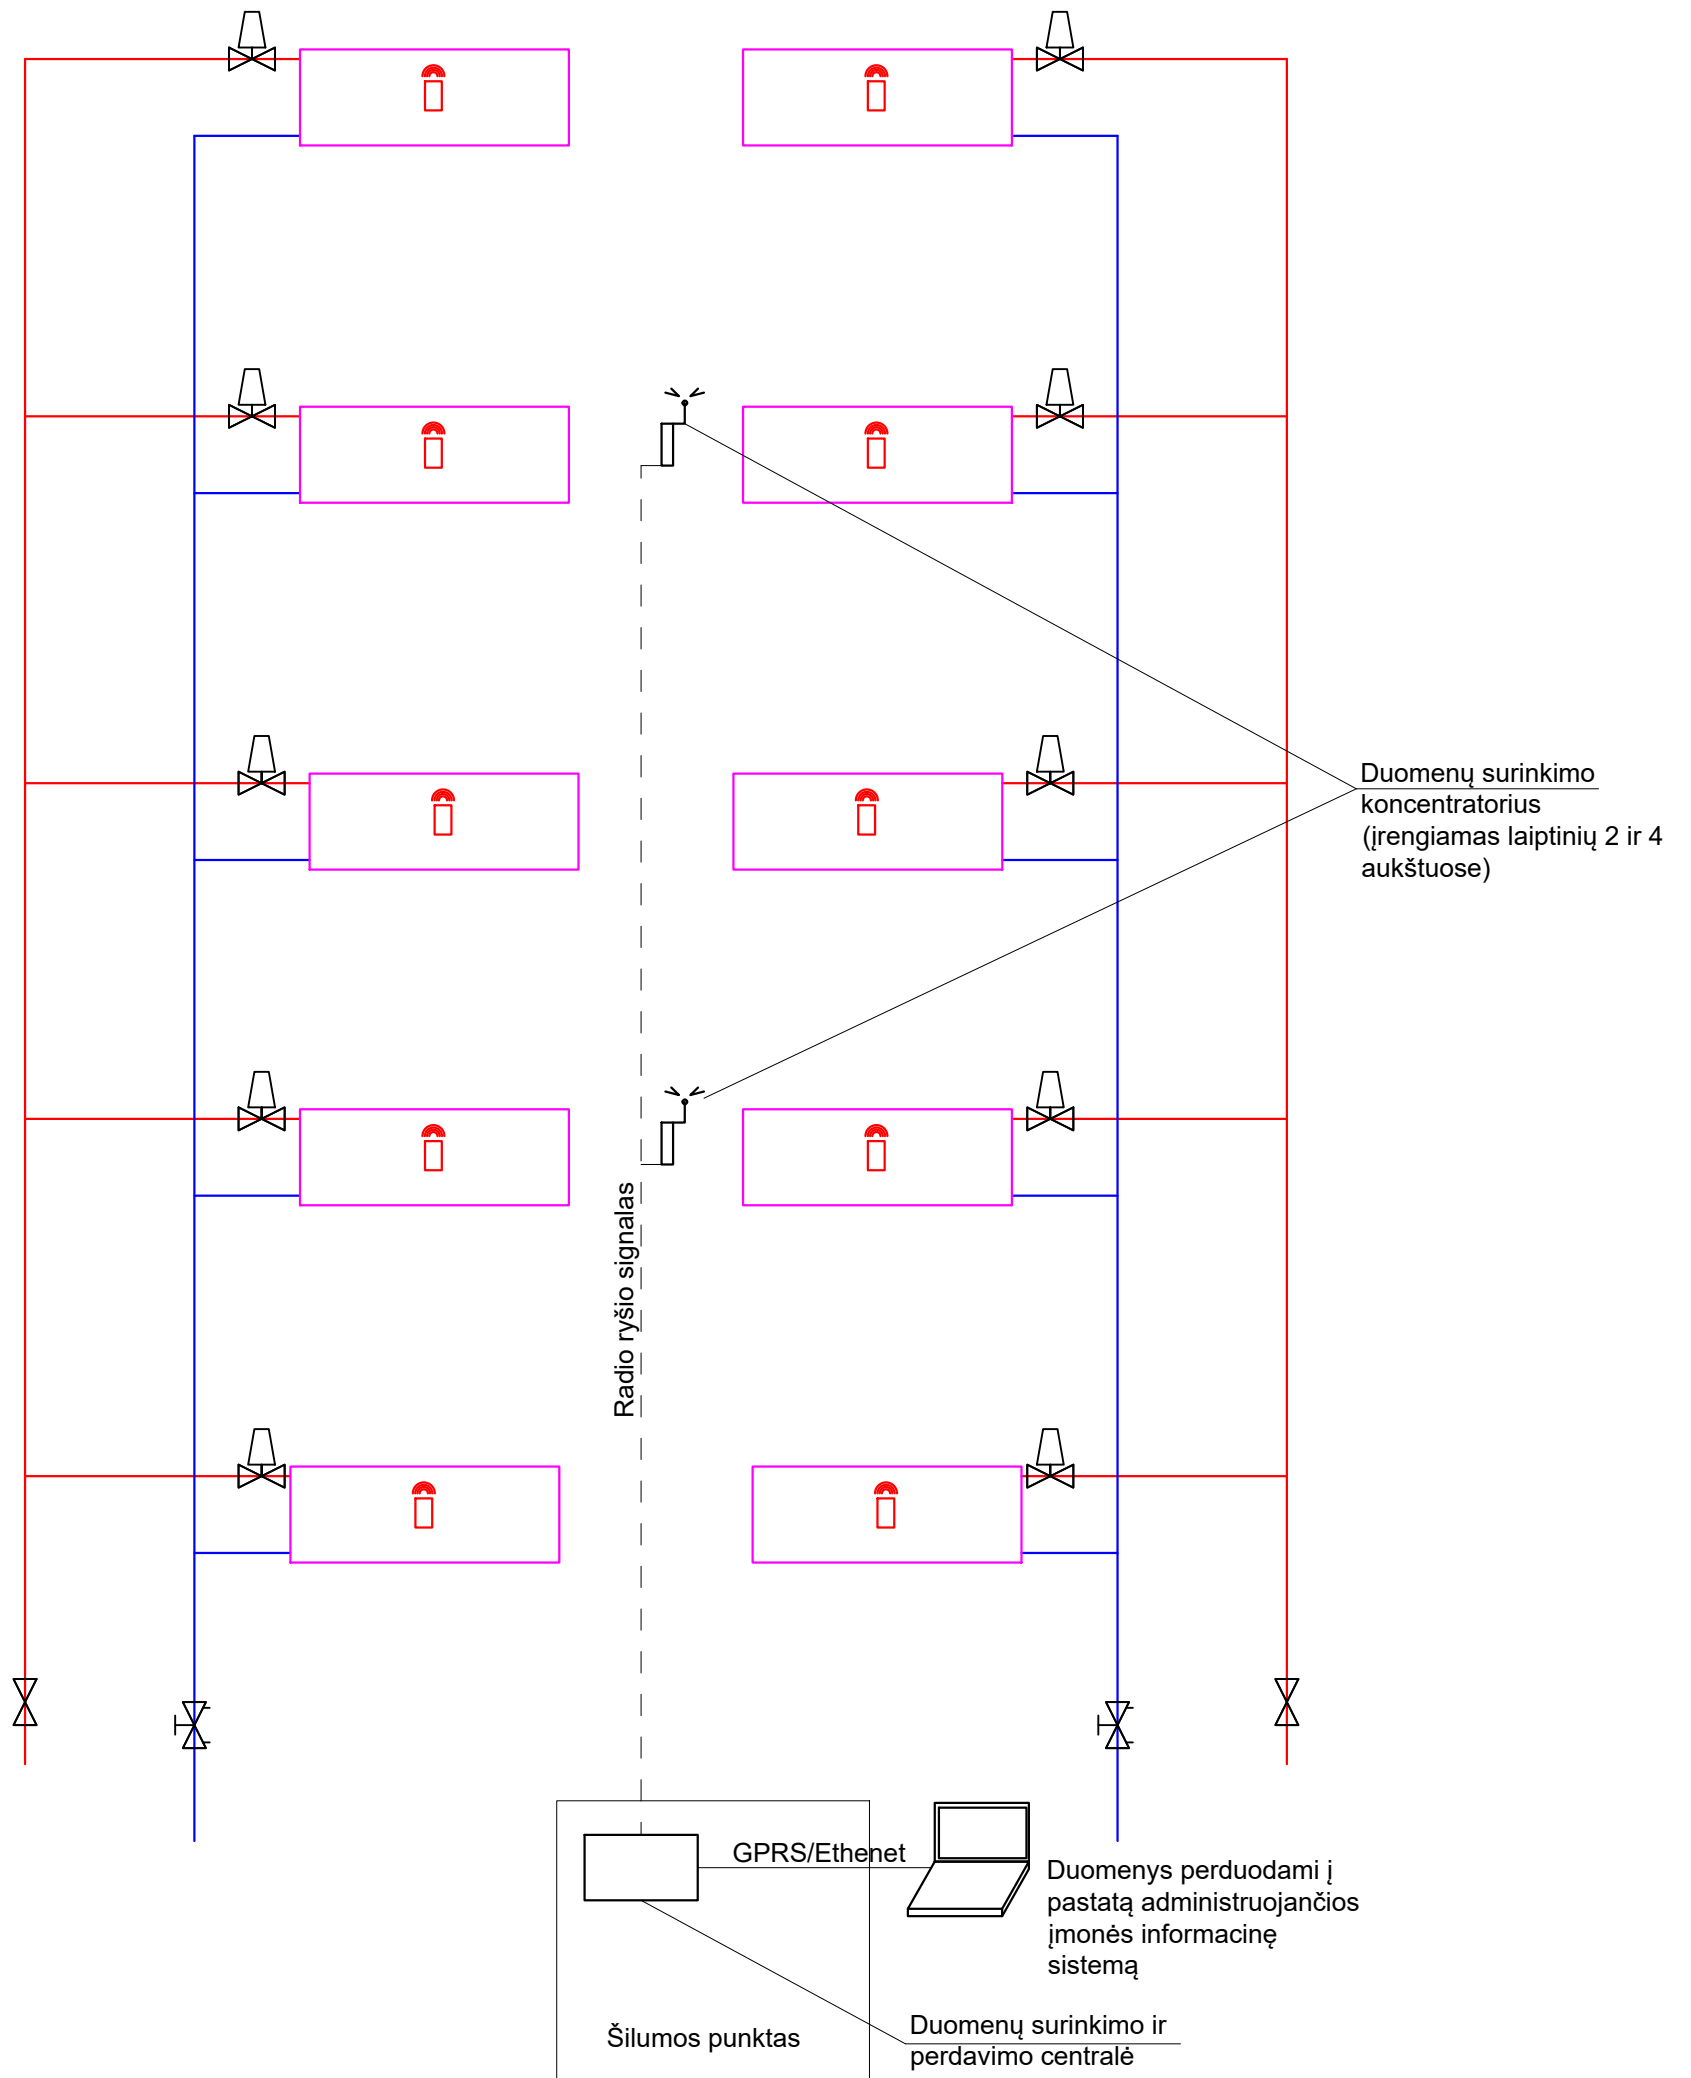 Duomenų surinkimo
koncentratorius
(įrengiamas laiptinių 2 ir 4
aukštuose)
Radio ryšio signalas
GPRS/Ethenet
Duomenys perduodami į
pastatą administruojančios
įmonės informacinę
sistemą
Šilumos punktas
Duomenų surinkimo ir
perdavimo centralė